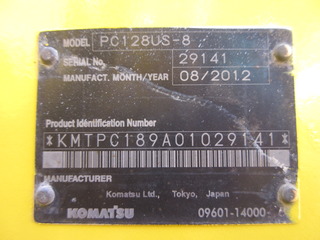 MODEL PC128US-8
SERIAL No. 29141
MANUFACT. MONTH/YEAR 08/2012
Product Identification Number
*KMTPC189A01029141*
MANUFACTURER
Komatsu Ltd., Tokyo, Japan
KOMATSU 09601-14000